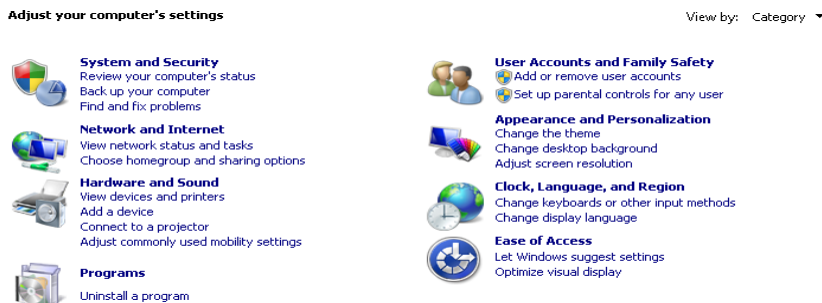 Adjust your computer's settings
View by: Category
System and Security
Review your computer's status
Back up your computer
Find and fix problems
Network and Internet
View network status and tasks
Choose homegroup and sharing options
Hardware and Sound
View devices and printers
Add a device
Connect to a projector
Adjust commonly used mobility settings
Programs
Uninstall a program
User Accounts and Family Safety
Add or remove user accounts
Set up parental controls for any user
Appearance and Personalization
Change the theme
Change desktop background
Adjust screen resolution
Clock, Language, and Region
Change keyboards or other input methods
Change display language
Ease of Access
Let Windows suggest settings
Optimize visual display